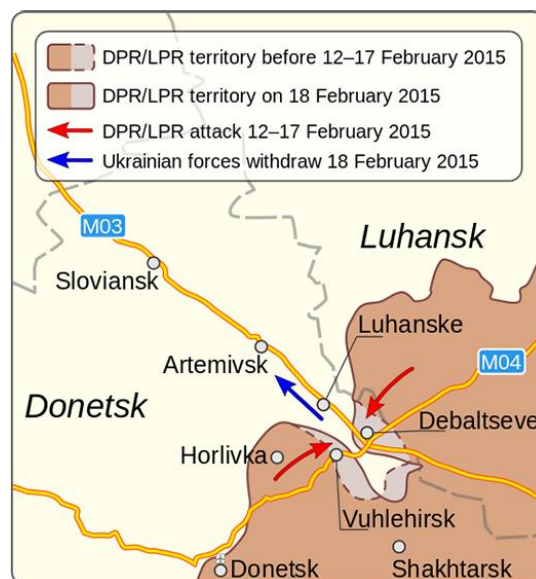 DPR/LPR territory before 12–17 February 2015
DPR/LPR territory on 18 February 2015
DPR/LPR attack 12–17 February 2015
Ukrainian forces withdraw 18 February 2015
M03
Luhansk
Sloviansk
Luhanske
Artemivsk
M04
Donetsk
Debaltseve
Horlivka
Vuhlehirsk
Donetsk
Shakhtarsk